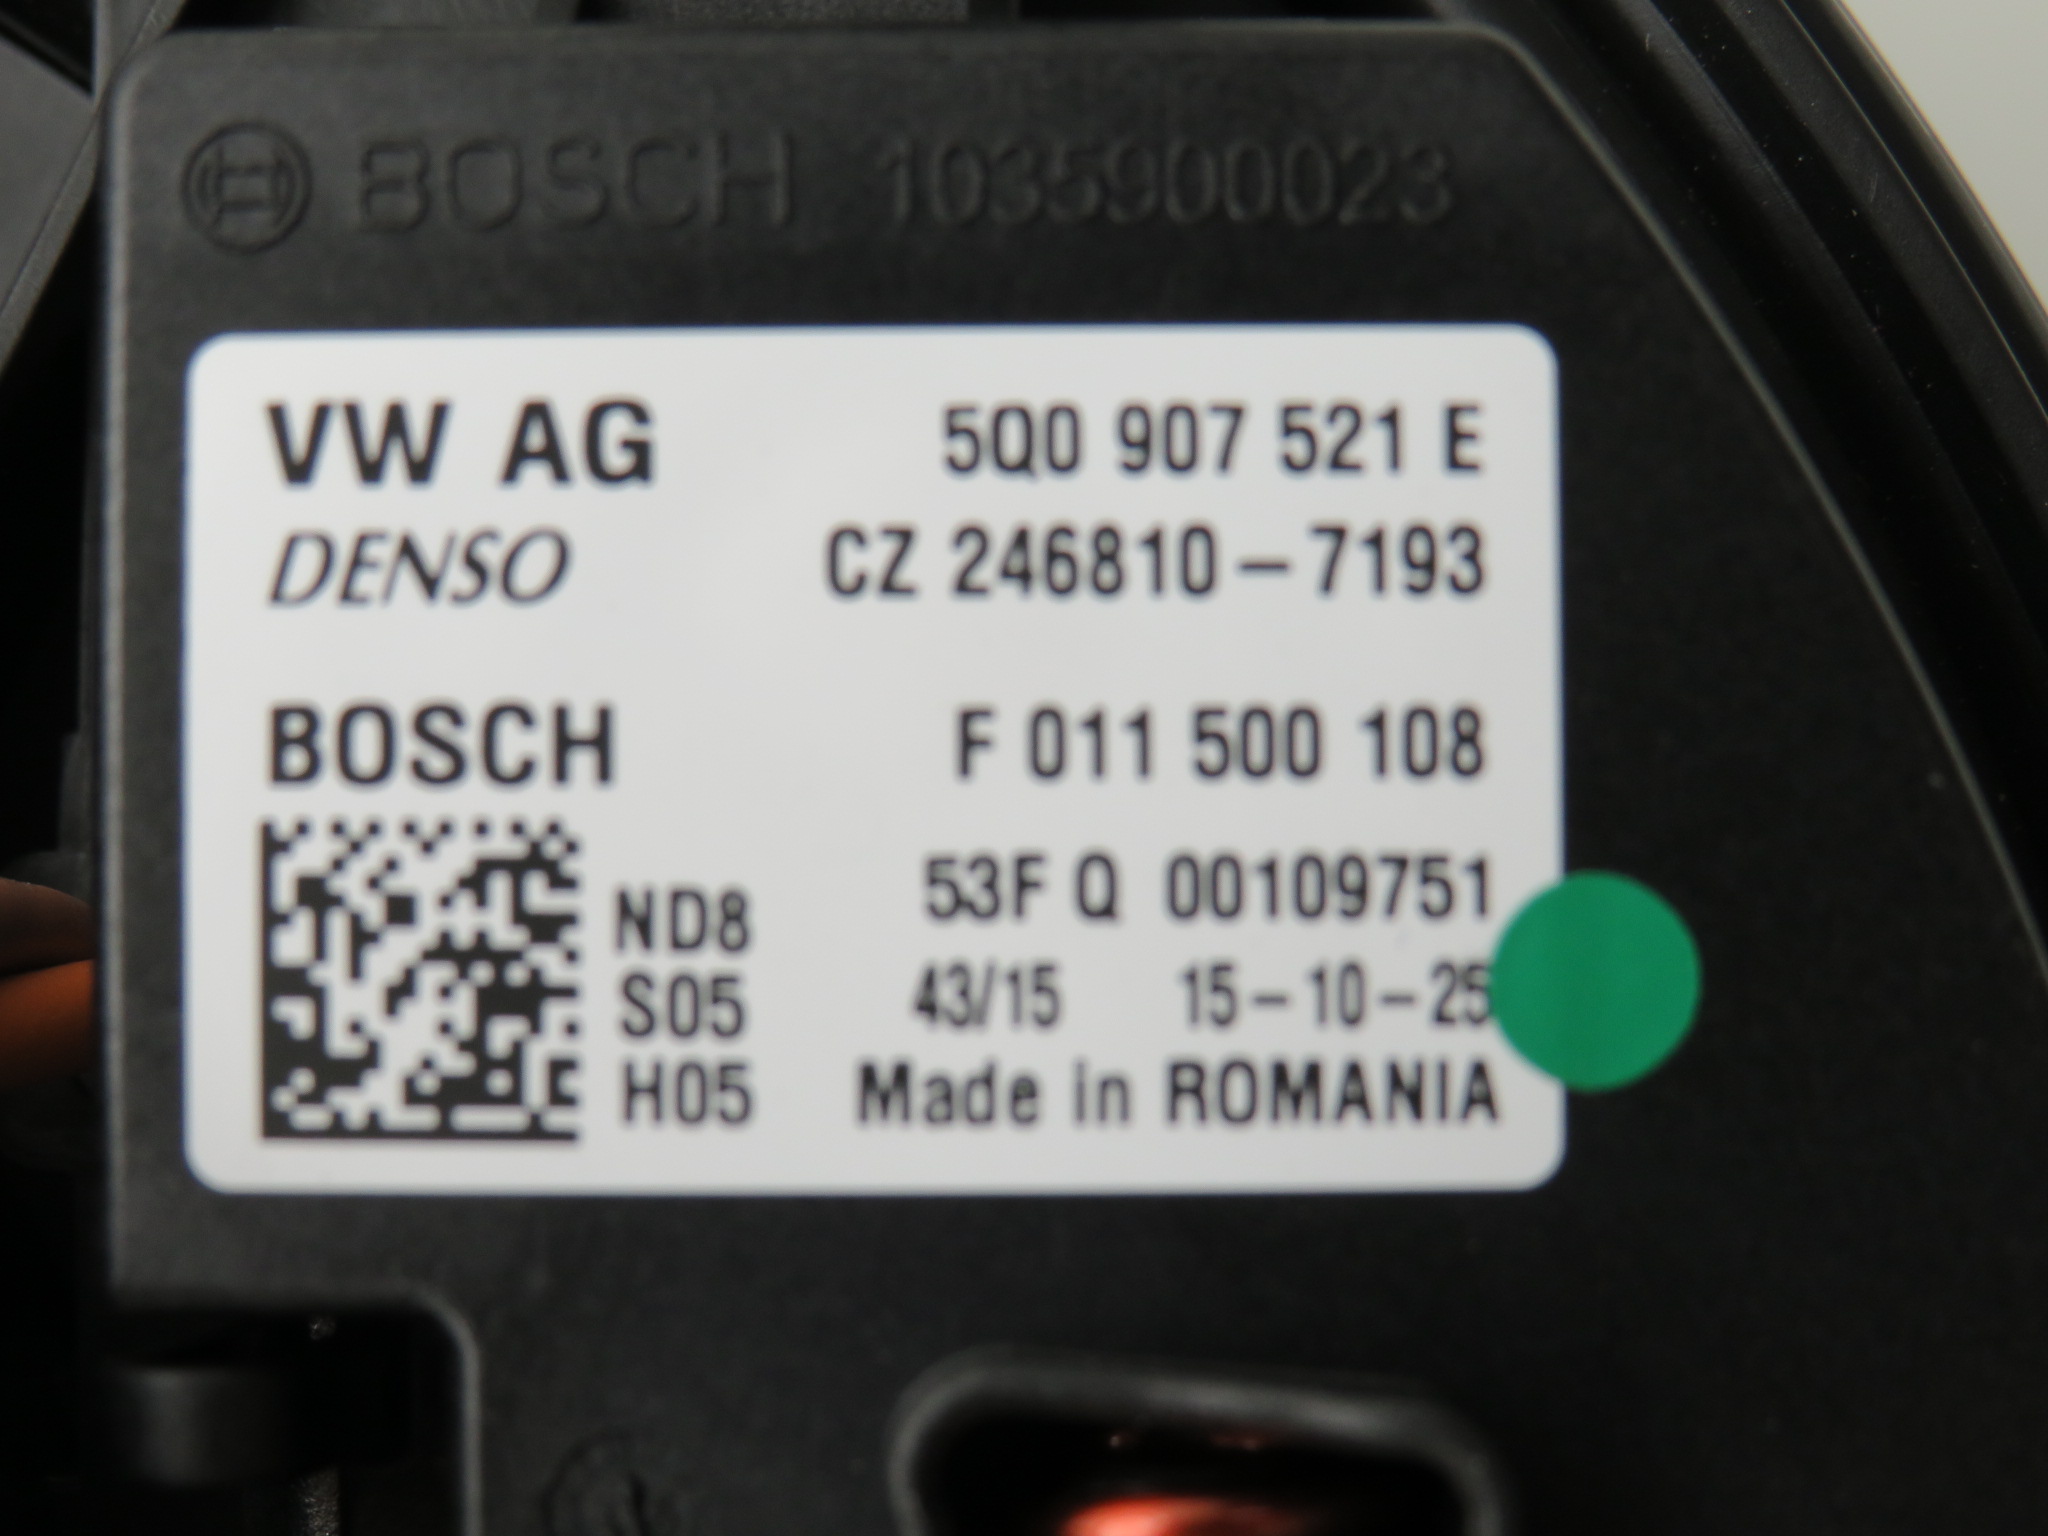 BOSCH 1035900023
VW AG 5Q0 907 521 E
DENSO CZ 246810-7193
BOSCH F 011 500 108
53F Q 00109751
ND8
S05 43/15 15-10-25
H05 Made in ROMANIA